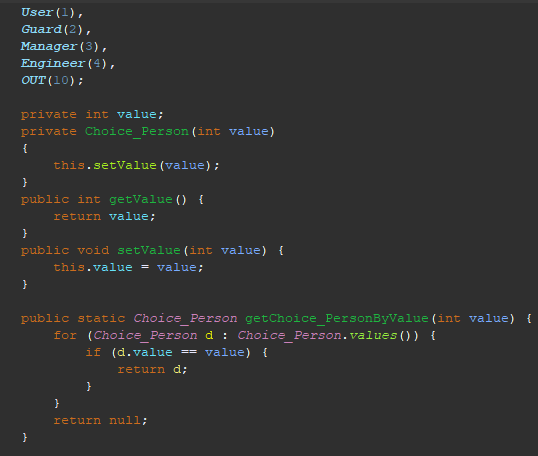 User(1),
Guard(2),
Manager(3),
Engineer(4),
OUT(10);
private int value;
private Choice_Person(int value)
{
this.setValue(value);
}
public int getValue() {
return value;
}
public void setValue(int value) {
this.value = value;
}
public static Choice_Person getChoice_PersonByValue(int value) {
for (Choice_Person d : Choice_Person.values()) {
if (d.value == value) {
return d;
}
}
return null;
}